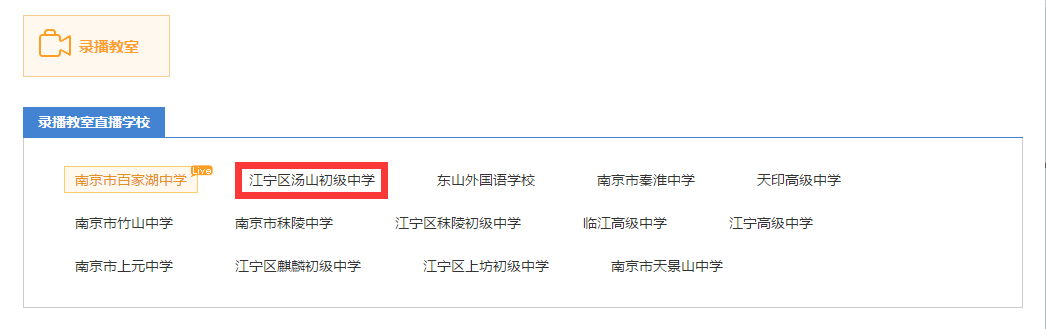 录播教室
录播教室直播学校
南京市百家湖中学 Live 江宁区汤山初级中学 东山外国语学校 南京市秦淮中学 天印高级中学
南京市竹山中学 南京市秣陵中学 江宁区秣陵初级中学 临江高级中学 江宁高级中学
南京市上元中学 江宁区麒麟初级中学 江宁区上坊初级中学 南京市天景山中学